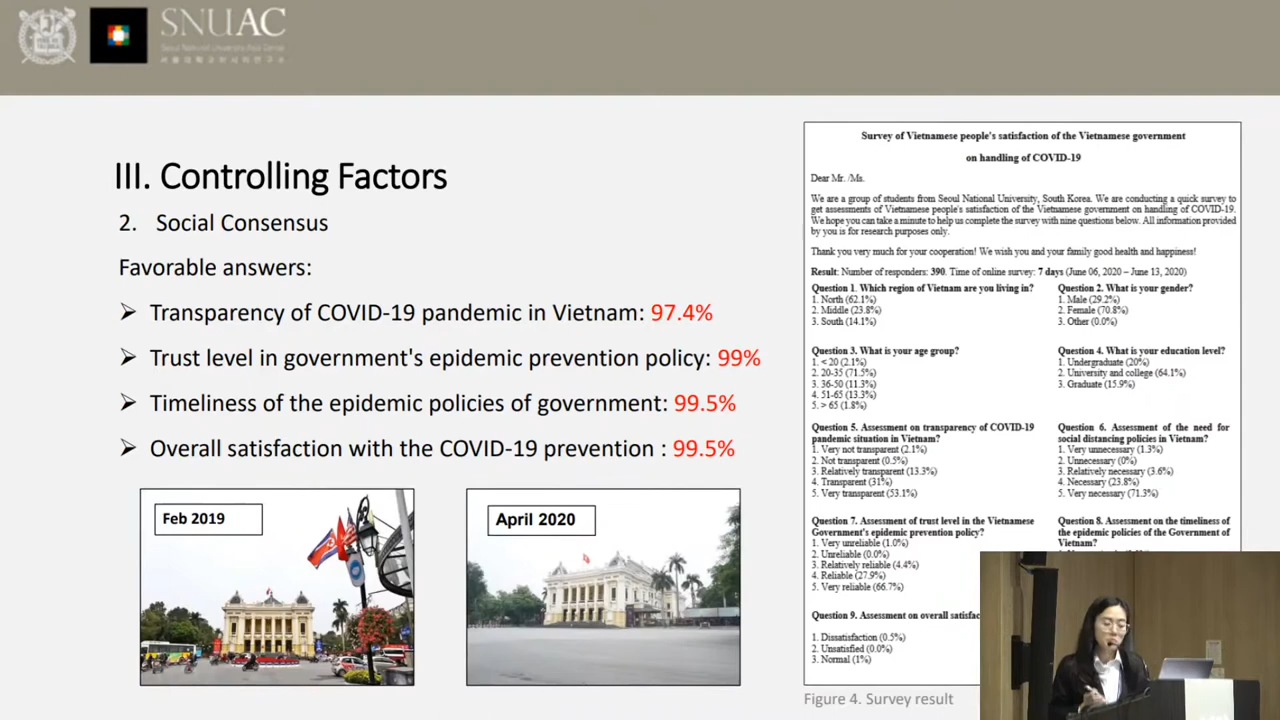 SNUAC
Seoul National University Asia Center
서울대학교 아시아연구소
III. Controlling Factors
2. Social Consensus
Favorable answers:
Transparency of COVID-19 pandemic in Vietnam: 97.4%
Trust level in government's epidemic prevention policy: 99%
Timeliness of the epidemic policies of government: 99.5%
Overall satisfaction with the COVID-19 prevention : 99.5%
Feb 2019
April 2020
Survey of Vietnamese people's satisfaction of the Vietnamese government
on handling of COVID-19
Dear Mr. /Ms.
We are a group of students from Seoul National University, South Korea. We are conducting a quick survey to
get assessments of Vietnamese people's satisfaction of the Vietnamese government on handling of COVID-19.
We hope you can take a minute to help us complete the survey with nine questions below. All information provided
by you is for research purposes only.
Thank you very much for your cooperation! We wish you and your family good health and happiness!
Result: Number of responders: 390. Time of online survey: 7 days (June 06, 2020 – June 13, 2020)
Question 1. Which region of Vietnam are you living in?
1. North (62.1%)
2. Middle (23.8%)
3. South (14.1%)
Question 2. What is your gender?
1. Male (29.2%)
2. Female (70.8%)
3. Other (0.0%)
Question 3. What is your age group?
1. < 20 (2.1%)
2. 20-35 (71.5%)
3. 36-50 (11.3%)
4. 51-65 (13.3%)
5. > 65 (1.8%)
Question 4. What is your education level?
1. Undergraduate (20%)
2. University and college (64.1%)
3. Graduate (15.9%)
Question 5. Assessment on transparency of COVID-19
pandemic situation in Vietnam?
1. Very not transparent (2.1%)
2. Not transparent (0.5%)
3. Relatively transparent (13.3%)
4. Transparent (31%)
5. Very transparent (53.1%)
Question 6. Assessment of the need for
social distancing policies in Vietnam?
1. Very unnecessary (1.3%)
2. Unnecessary (0%)
3. Relatively necessary (3.6%)
4. Necessary (23.8%)
5. Very necessary (71.3%)
Question 7. Assessment of trust level in the Vietnamese
Government's epidemic prevention policy?
1. Very unreliable (1.0%)
2. Unreliable (0.0%)
3. Relatively reliable (4.4%)
4. Reliable (27.9%)
5. Very reliable (66.7%)
Question 8. Assessment on the timeliness of
the epidemic policies of the Government of
Vietnam?
Question 9. Assessment on overall satisfac
1. Dissatisfaction (0.5%)
2. Unsatisfied (0.0%)
3. Normal (1%)
Figure 4. Survey result